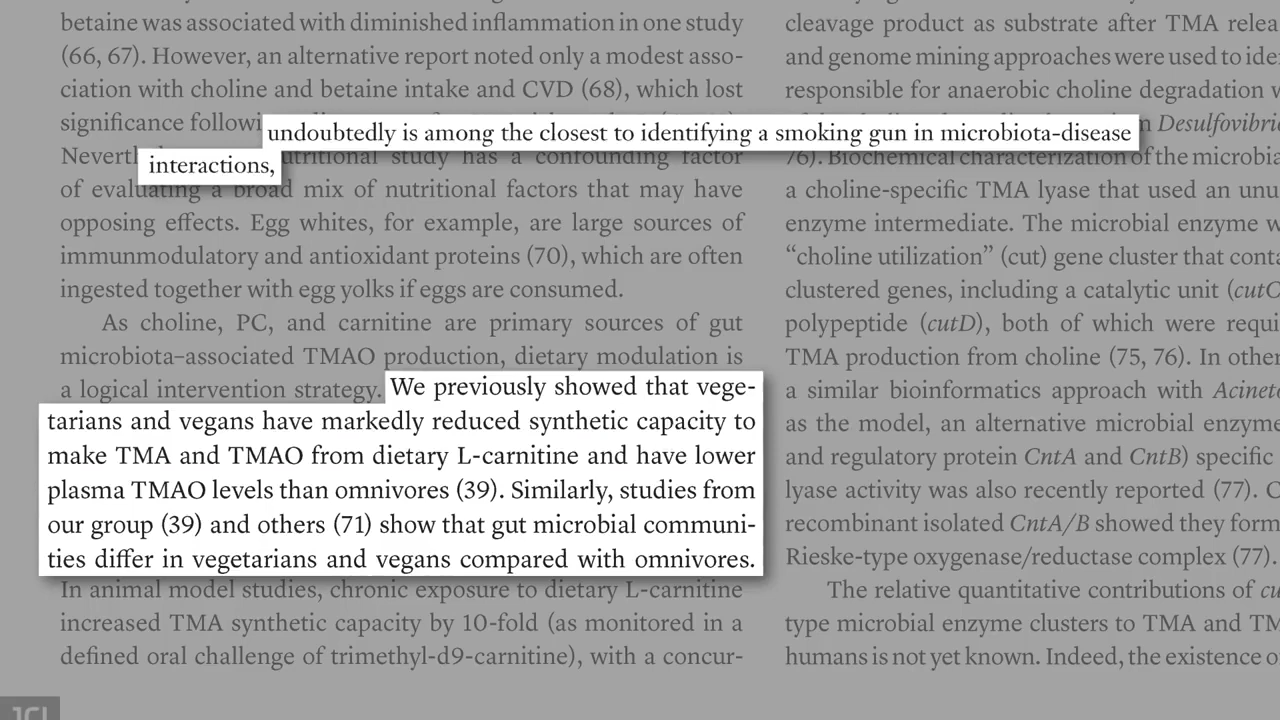 betaine was associated with diminished inflammation in one study
(66, 67). However, an alternative report noted only a modest asso-
ciation with choline and betaine intake and CVD (68), which lost
significance
undoubtedly is among the closest to identifying a smoking gun in microbiota-disease
interactions,
study has a confounding factor
of evaluating a broad mix of nutritional factors that may have
opposing effects. Egg whites, for example, are large sources of
immunmodulatory and antioxidant proteins (70), which are often
ingested together with egg yolks if eggs are consumed.
As choline, PC, and carnitine are primary sources of gut
microbiota–associated TMAO production, dietary modulation is
a logical intervention strategy. We previously showed that vege-
tarians and vegans have markedly reduced synthetic capacity to
make TMA and TMAO from dietary L-carnitine and have lower
plasma TMAO levels than omnivores (39). Similarly, studies from
our group (39) and others (71) show that gut microbial communi-
ties differ in vegetarians and vegans compared with omnivores.
In animal model studies, chronic exposure to dietary L-carnitine
increased TMA synthetic capacity by 10-fold (as monitored in a
defined oral challenge of trimethyl-d9-carnitine), with a concur-
cleavage product as substrate after TMA
and genome mining approaches were used to
responsible for anaerobic choline degradation
76). Biochemical characterization of the
a choline-specific TMA lyase that used an
enzyme intermediate. The microbial enzyme
“choline utilization” (cut) gene cluster that
clustered genes, including a catalytic unit
polypeptide (cutD), both of which were
TMA production from choline (75, 76). In
a similar bioinformatics approach with
as the model, an alternative microbial
and regulatory protein CntA and CntB) specific
lyase activity was also recently reported (77).
recombinant isolated CntA/B showed they
Rieske-type oxygenase/reductase complex (77).
The relative quantitative contributions of
type microbial enzyme clusters to TMA and
humans is not yet known. Indeed, the existence
JCI